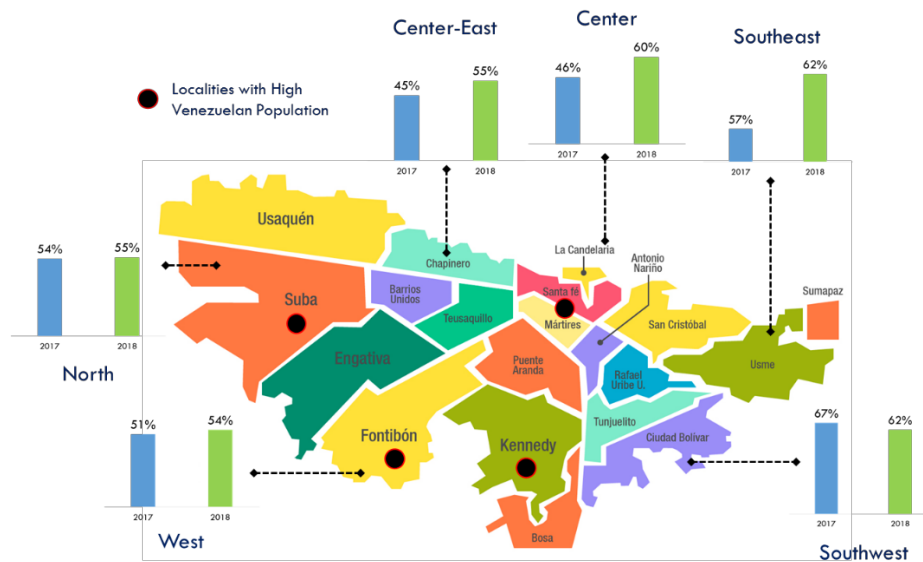 Center-East
Center
Southeast
Localities with High
Venezuelan Population
45%
55%
2017
2018
46%
60%
2017
2018
57%
62%
2017
2018
Usaquén
Chapinero
La Candelaria
Antonio
Nariño
54%
55%
2017
2018
North
Suba
Barrios
Unidos
Teusaquillo
Santa fé
Mártires
San Cristóbal
Sumapaz
Engativa
Puente
Aranda
Rafael
Uribe U.
Usme
51%
54%
2017
2018
West
Fontibón
Kennedy
Tunjuelito
Ciudad Bolívar
Bosa
67%
62%
2017
2018
Southwest